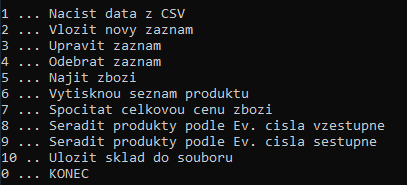 1 ... Nacist data z CSV
2 ... Vlozit novy zaznam
3 ... Upravit zaznam
4 ... Odebrat zaznam
5 ... Najit zbozi
6 ... Vytisknou seznam produktu
7 ... Spocitat celkovou cenu zbozi
8 ... Seradit produkty podle Ev. cisla vzestupne
9 ... Seradit produkty podle Ev. cisla sestupne
10 .. Ulozit sklad do souboru
0 ... KONEC